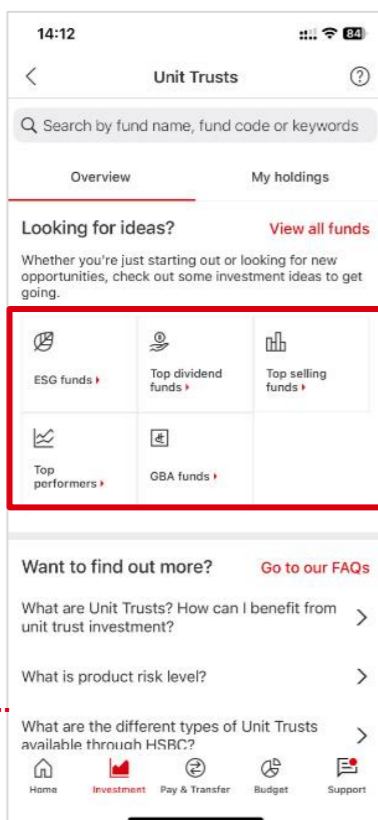 14:12
84
Unit Trusts
Search by fund name, fund code or keywords
Overview
My holdings
Looking for ideas?
View all funds
Whether you're just starting out or looking for new
opportunities, check out some investment ideas to get
going.
ESG funds
Top dividend
funds
Top selling
funds
Top
performers
GBA funds
Want to find out more?
Go to our FAQs
What are Unit Trusts? How can I benefit from
unit trust investment?
What is product risk level?
What are the different types of Unit Trusts
available through HSBC?
Home
Investment
Pay & Transfer
Budget
Support